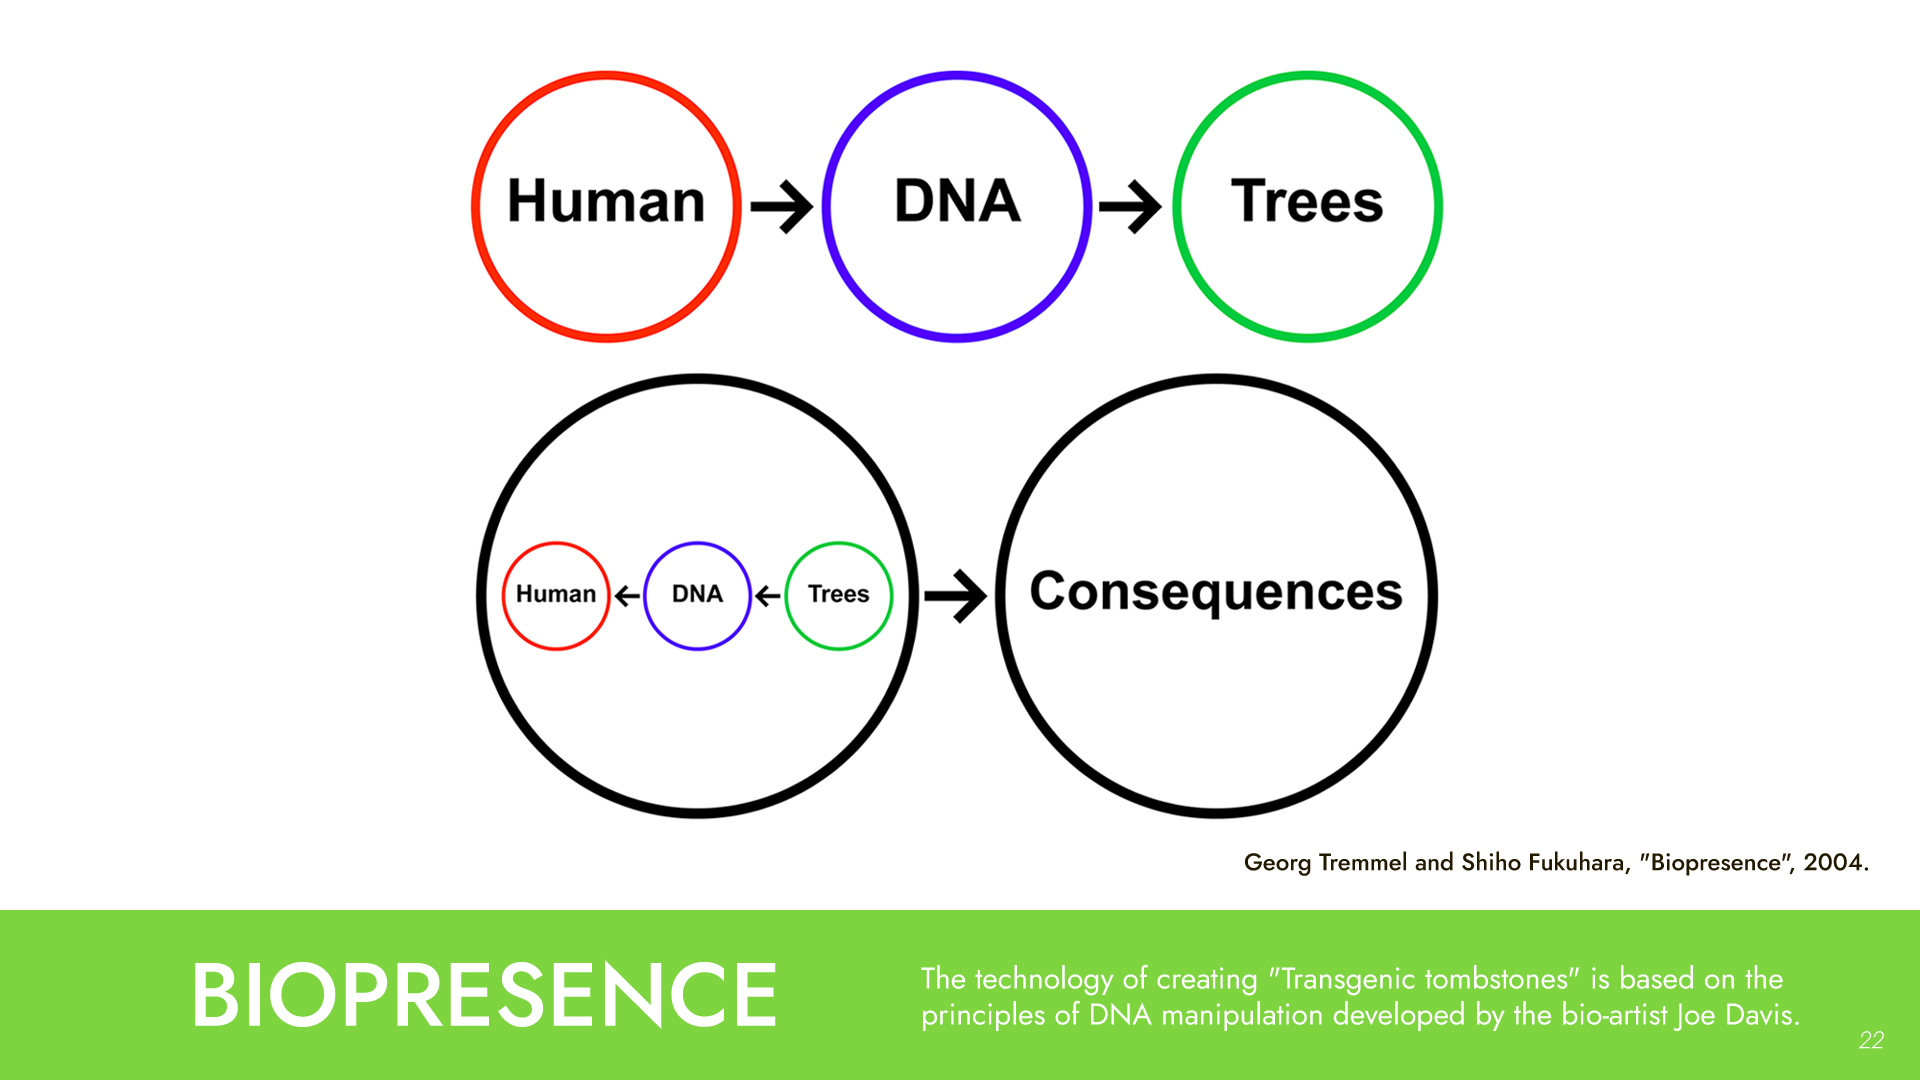 Human
DNA
Trees
Human
DNA
Trees
Consequences
Georg Tremmel and Shiho Fukuhara, "Biopresence", 2004.
BIOPRESENCE
The technology of creating "Transgenic tombstones" is based on the
principles of DNA manipulation developed by the bio-artist Joe Davis.
22